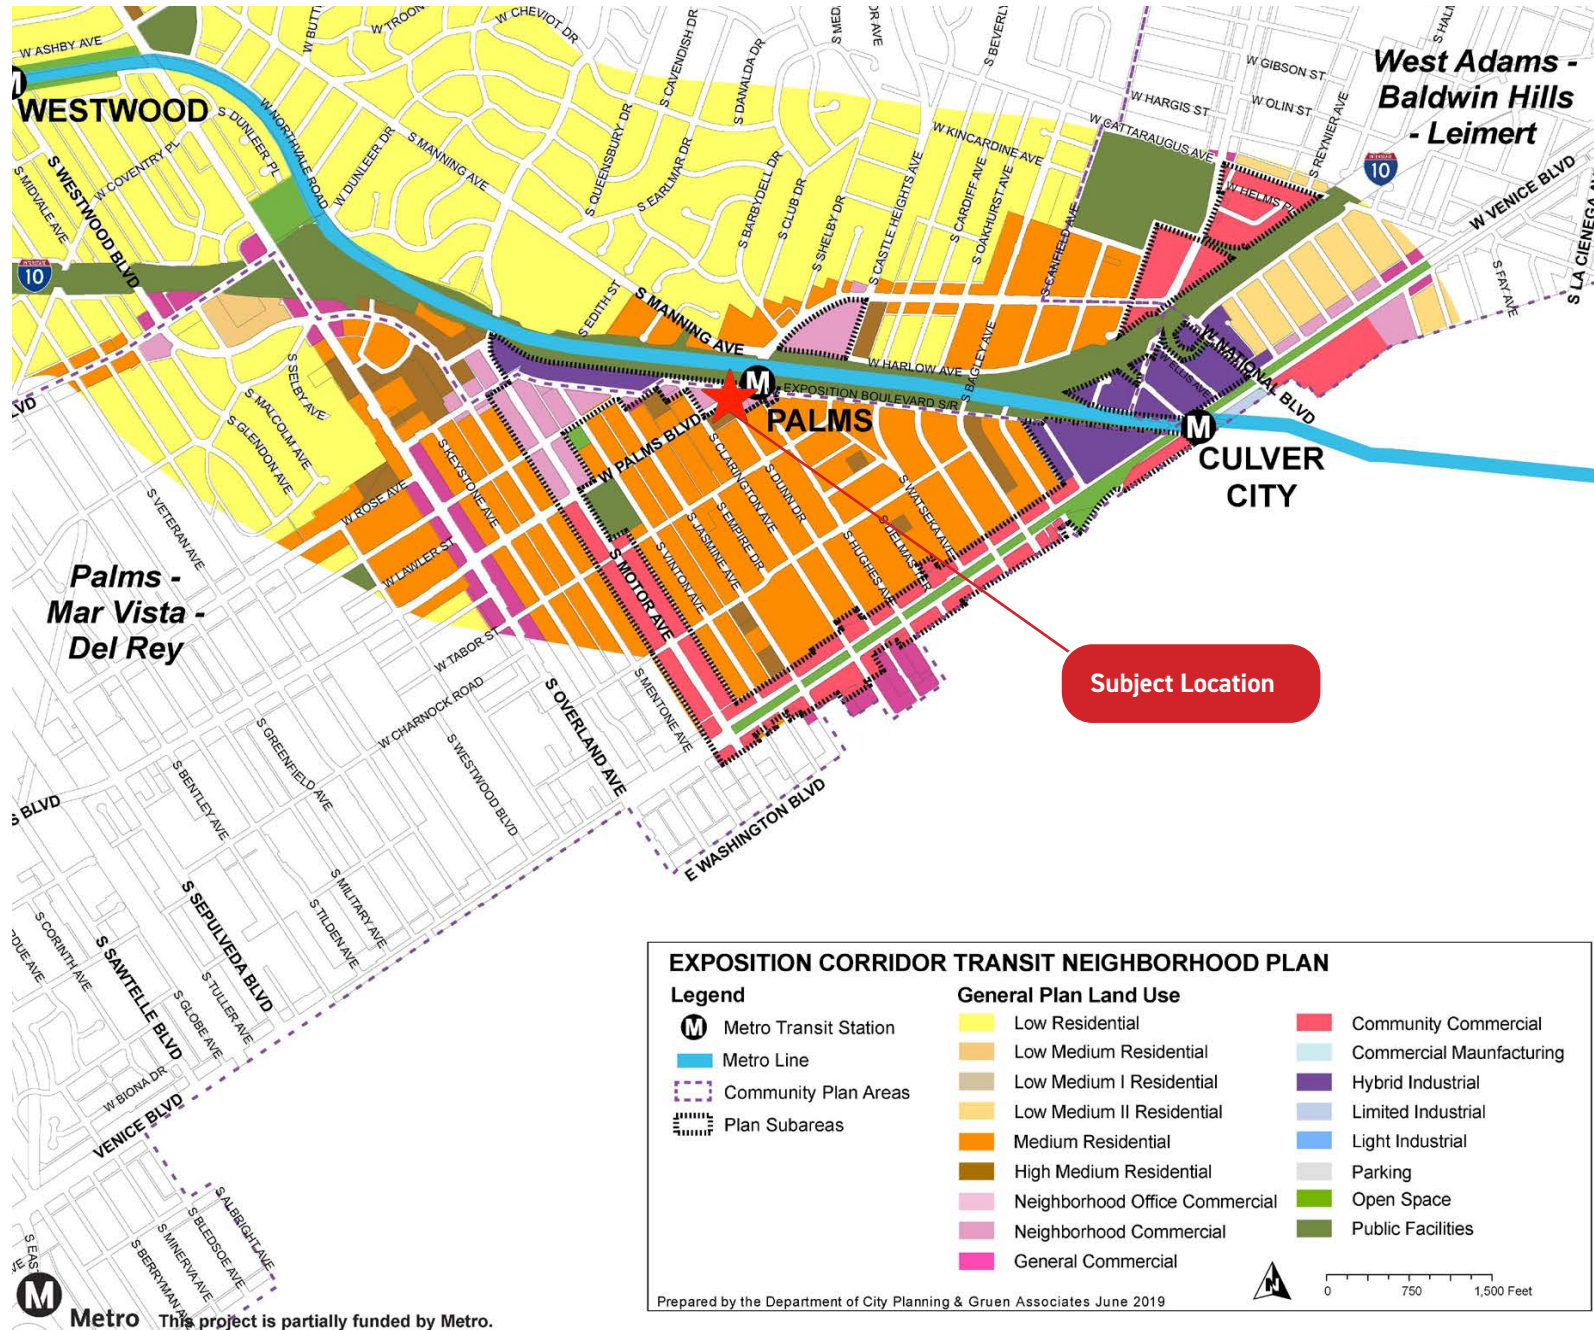 W ASHBY AVE
W TROON
W CHEVIOT DR
S CAVENDISH DR
S DANALDA DR
S BEVERLY
W GIBSON ST
W HARGIS ST
W OLIN ST
S REYNIER AVE
W CATTARAUGUS AVE
West Adams -
Baldwin Hills
- Leimert
10
W VENICE BLVD
S LA CIENEGA
S FAY AVE
M
WESTWOOD
S DUNLEER PL
W NORTHVALE ROAD
W DUNLEER DR
S MANNING AVE
W COVENTRY PL
S WESTWOOD BLVD
S MIDVALE AVE
10
S QUEENSBURY DR
S EARLMAR DR
S BARBYDELL DR
S CLUB DR
S SHELBY DR
S CASTLE HEIGHTS AVE
W KINCARDINE AVE
S CARDIFF AVE
S OAKHURST AVE
S CANFIELD AVE
W HELMS
S EDITH ST
S MANNING AVE
W HARLOW AVE
S BAGLEY AVE
EXPOSITION BOULEVARD S/R
W NATIONAL BLVD
ELLIS AVE
M
PALMS
M
CULVER
CITY
S SELBY AVE
S MALCOLM AVE
S GLENDON AVE
S KEYSTONE AVE
W PALMS BLVD
S CLARINGTON AVE
S DUNN DR
S EMPIRE DR
S JASMINE AVE
S VINTON AVE
S WATSEKA AVE
S HUGHES AVE
W ROSE AVE
W LAWLER ST
S MOTOR AVE
S VETERAN AVE
Palms -
Mar Vista -
Del Rey
Subject Location
W TABOR ST
W CHARNOCK ROAD
S MENTONE AVE
S OVERLAND AVE
S WESTWOOD BLVD
S GREENFIELD AVE
S BENTLEY AVE
E WASHINGTON BLVD
S MILITARY AVE
S TILDEN AVE
S SEPULVEDA BLVD
S CORINTH AVE
S SAWTELLE BLVD
S TULLER AVE
S GLOBE AVE
W BIONA DR
VENICE BLVD
S ALBRIGHT AVE
S BLEDSOE AVE
S MINERVA AVE
S BERRYMAN AVE
EXPOSITION CORRIDOR TRANSIT NEIGHBORHOOD PLAN
Legend
M Metro Transit Station
Metro Line
Community Plan Areas
Plan Subareas
General Plan Land Use
Low Residential
Low Medium Residential
Low Medium I Residential
Low Medium II Residential
Medium Residential
High Medium Residential
Neighborhood Office Commercial
Neighborhood Commercial
General Commercial
Community Commercial
Commercial Maunfacturing
Hybrid Industrial
Limited Industrial
Light Industrial
Parking
Open Space
Public Facilities
N
0 750 1,500 Feet
Prepared by the Department of City Planning & Gruen Associates June 2019
M Metro This project is partially funded by Metro.